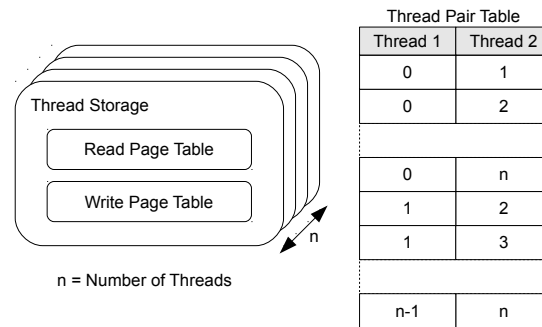 Thread Storage
Read Page Table
Write Page Table
n
n = Number of Threads
Thread Pair Table
Thread 1 Thread 2
0 1
0 2
0 n
1 2
1 3
n-1 n